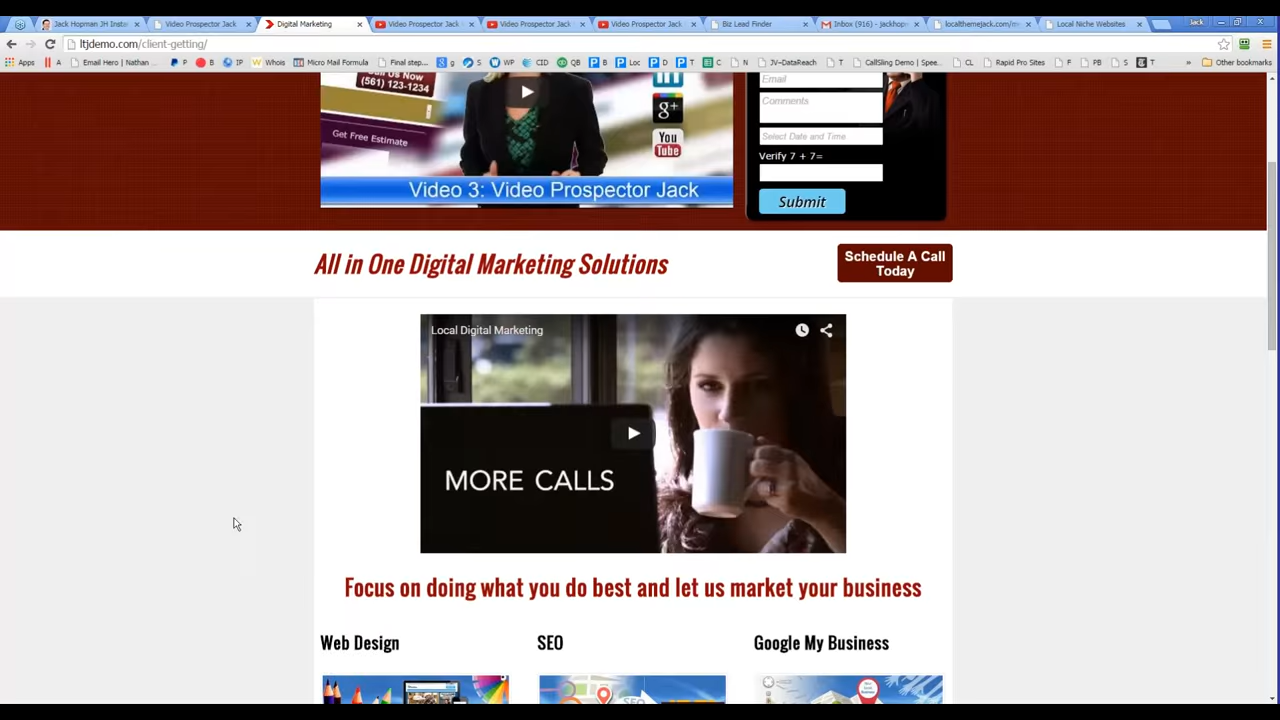 Jack Hopman JH Instan
Video Prospector Jack
Digital Marketing
Video Prospector Jack
Video Prospector Jack
Video Prospector Jack
Biz Lead Finder
Inbox (916) - jackhop
localthemejack.com/m
Local Niche Websites
Jack
ltjdemo.com/client-getting/
Apps
A
Email Hero | Nathan
P
B
IP
Whois
Micro Mail Formula
Final step...
g
S
WP
CID
QB
B
Loc
D
T
C
N
JV~DataReach
T
CallSling Demo | Spee...
CL
Rapid Pro Sites
F
PB
S
T
»
Other bookmarks
Call Us Now
(561) 123-1234
Get Free Estimate
in
g+
You
Tube
Video 3: Video Prospector Jack
Email
Comments
Select Date and Time
Verify 7 + 7=
Submit
All in One Digital Marketing Solutions
Schedule A Call
Today
Local Digital Marketing
MORE CALLS
Focus on doing what you do best and let us market your business
Web Design
SEO
Google My Business
SEO